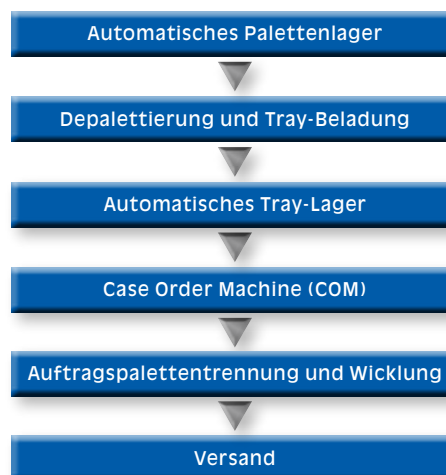 Automatisches Palettenlager
Depalettierung und Tray-Beladung
Automatisches Tray-Lager
Case Order Machine (COM)
Auftragspalettentrennung und Wicklung
Versand